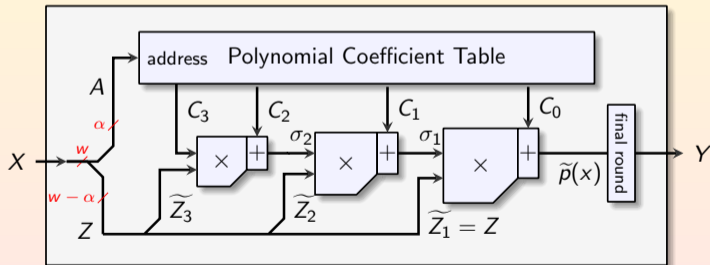 address Polynomial Coefficient Table
A
C₃
C₂
C₁
C₀
α
w
X
w − α
Z
×
+
σ₂
×
+
σ₁
×
+
p̃(x)
final round
Y
Z̃₃
Z̃₂
Z̃₁ = Z